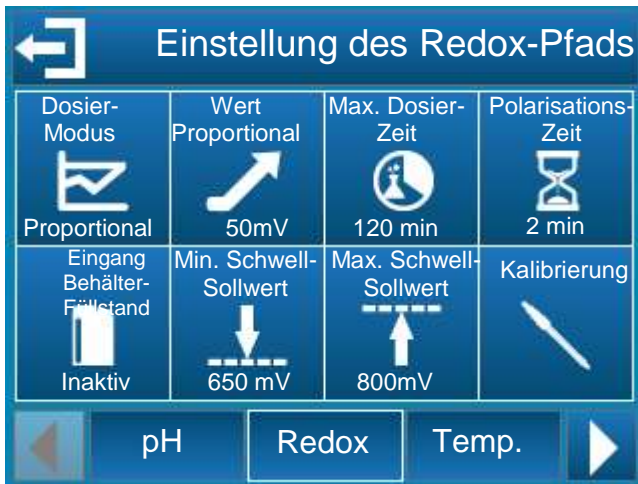 Einstellung des Redox-Pfads
Dosier-
Modus
Proportional
Wert
Proportional
50mV
Max. Dosier-
Zeit
120 min
Polarisations-
Zeit
2 min
Eingang
Behälter-
Füllstand
Inaktiv
Min. Schwell-
Sollwert
650 mV
Max. Schwell-
Sollwert
800mV
Kalibrierung
pH
Redox
Temp.